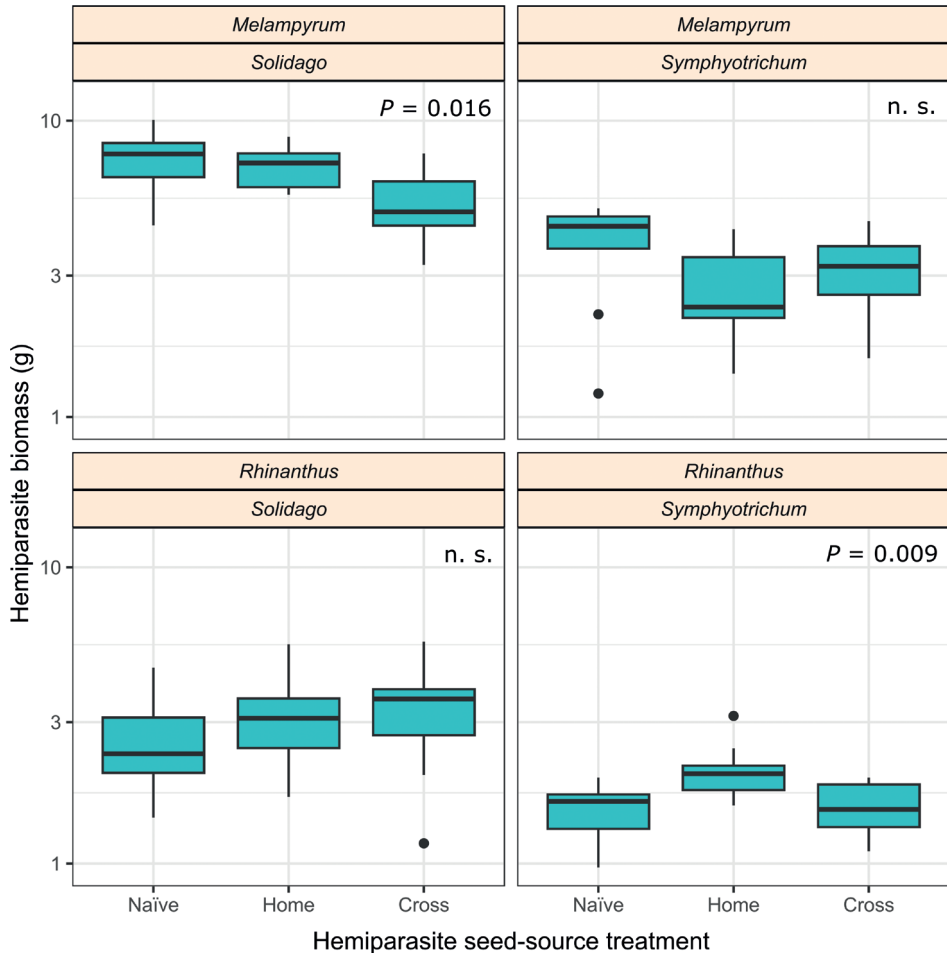 Melampyrum
Solidago
P = 0.016
Melampyrum
Symphyotrichum
n. s.
10
3
1
Rhinanthus
Solidago
n. s.
Rhinanthus
Symphyotrichum
P = 0.009
10
3
1
Hemiparasite biomass (g)
Naïve Home Cross
Naïve Home Cross
Hemiparasite seed-source treatment